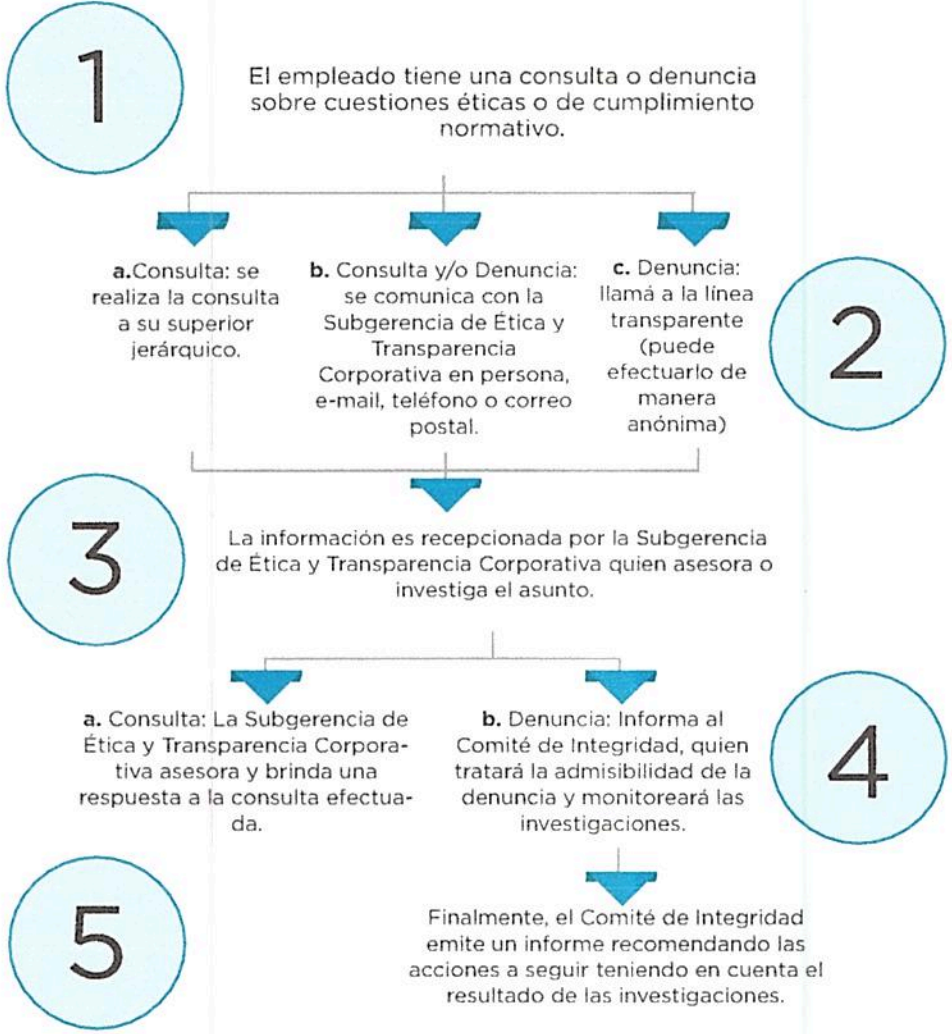 1
El empleado tiene una consulta o denuncia
sobre cuestiones éticas o de cumplimiento
normativo.
a.Consulta: se
realiza la consulta
a su superior
jerárquico.
b. Consulta y/o Denuncia:
se comunica con la
Subgerencia de Ética y
Transparencia
Corporativa en persona,
e-mail, teléfono o correo
postal.
c. Denuncia:
llamá a la línea
transparente
(puede
efectuarlo de
manera
anónima)
2
3
La información es recepcionada por la Subgerencia
de Ética y Transparencia Corporativa quien asesora o
investiga el asunto.
a. Consulta: La Subgerencia de
Ética y Transparencia Corpora-
tiva asesora y brinda una
respuesta a la consulta efectua-
da.
b. Denuncia: Informa al
Comité de Integridad, quien
tratará la admisibilidad de la
denuncia y monitoreará las
investigaciones.
4
5
Finalmente, el Comité de Integridad
emite un informe recomendando las
acciones a seguir teniendo en cuenta el
resultado de las investigaciones.